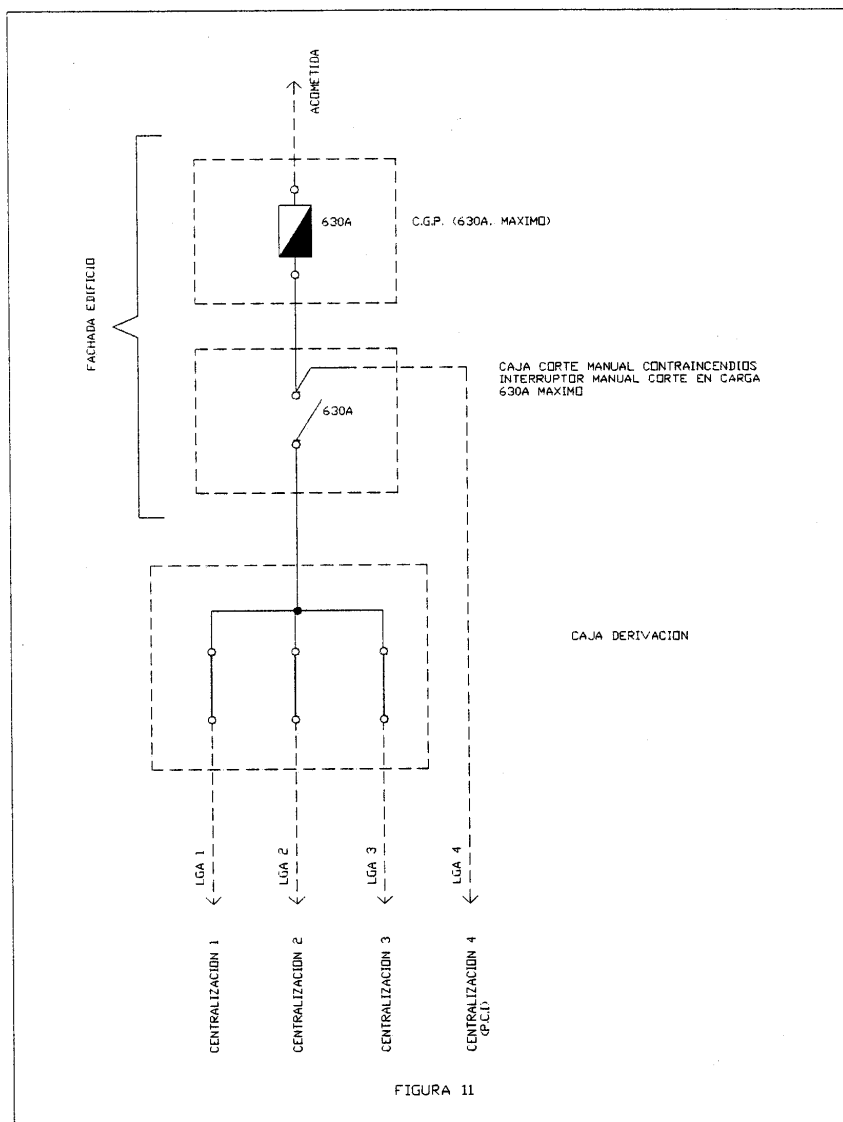 ACOMETIDA
FACHADA EDIFICIO
630A
C.G.P. (630A. MAXIMO)
CAJA CORTE MANUAL CONTRAINCENDIOS
INTERRUPTOR MANUAL CORTE EN CARGA
630A MAXIMO
630A
CAJA DERIVACION
LGA 1
LGA 2
LGA 3
LGA 4
CENTRALIZACION 1
CENTRALIZACION 2
CENTRALIZACION 3
CENTRALIZACION 4
(P.C.I)
FIGURA 11